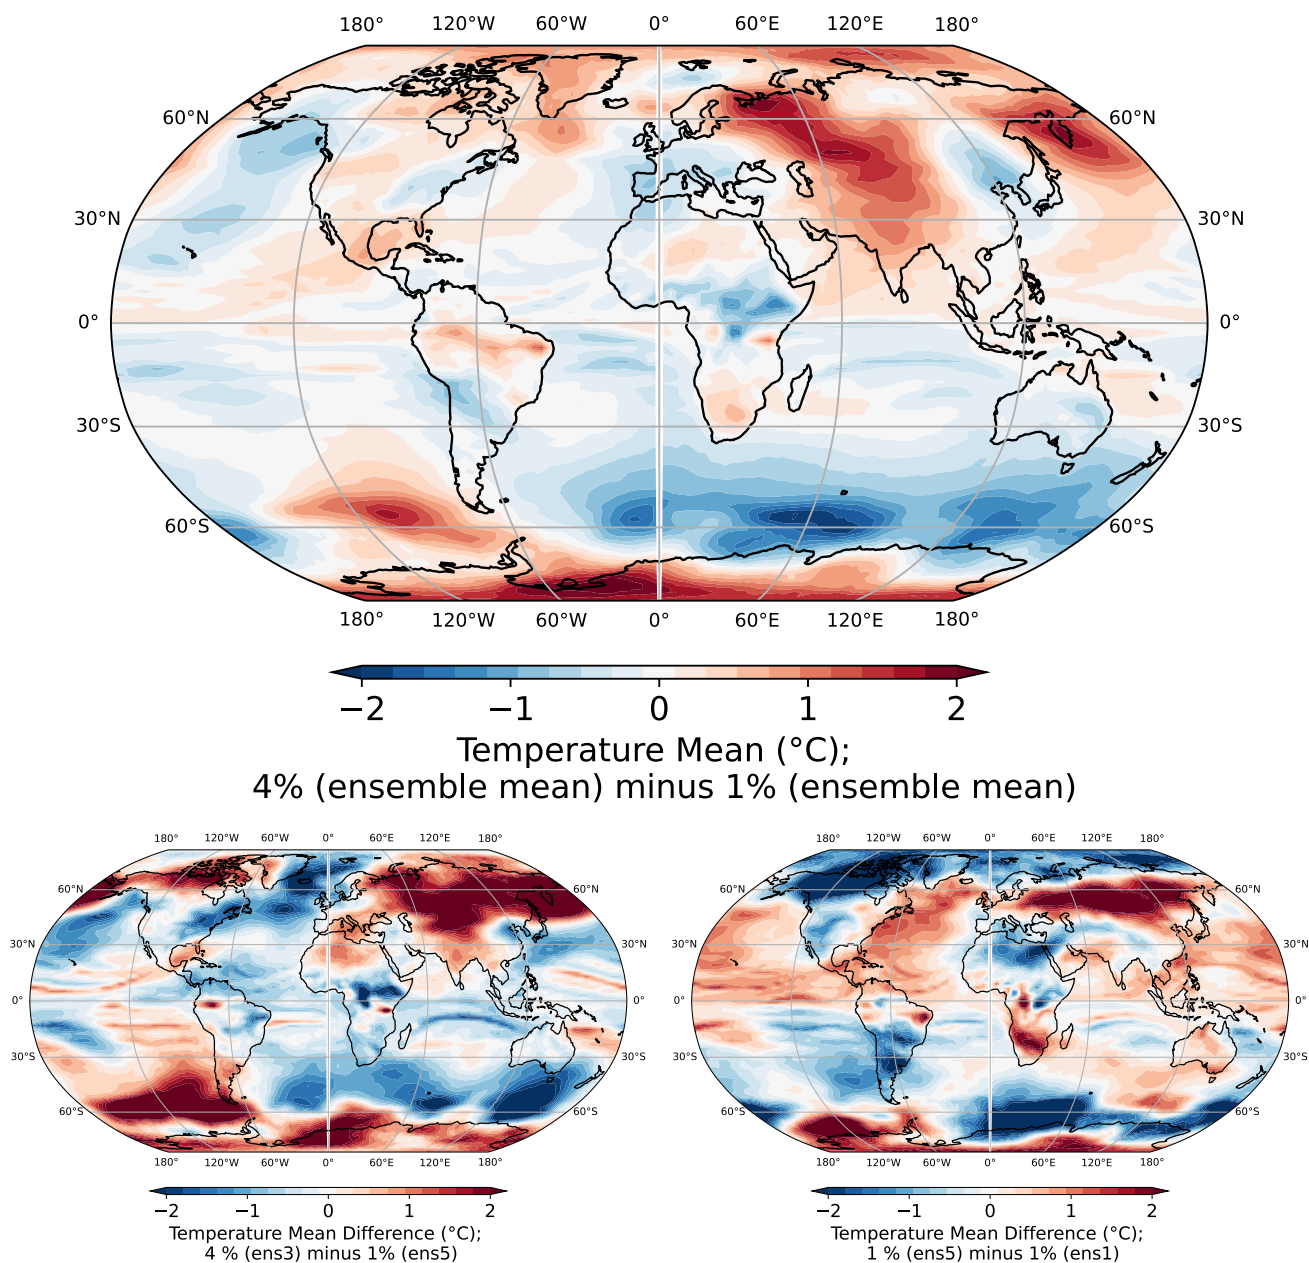 180° 120°W 60°W 0° 60°E 120°E 180°
60°N 60°N
30°N 30°N
0° 0°
30°S 30°S
60°S 60°S
180° 120°W 60°W 0° 60°E 120°E 180°
−2 −1 0 1 2
Temperature Mean (°C);
4% (ensemble mean) minus 1% (ensemble mean)
180° 120°W 60°W 0° 60°E 120°E 180°
60°N 60°N
30°N 30°N
0° 0°
30°S 30°S
60°S 60°S
180° 120°W 60°W 0° 60°E 120°E 180°
−2 −1 0 1 2
Temperature Mean Difference (°C);
4 % (ens3) minus 1% (ens5)
180° 120°W 60°W 0° 60°E 120°E 180°
60°N 60°N
30°N 30°N
0° 0°
30°S 30°S
60°S 60°S
180° 120°W 60°W 0° 60°E 120°E 180°
−2 −1 0 1 2
Temperature Mean Difference (°C);
1 % (ens5) minus 1% (ens1)